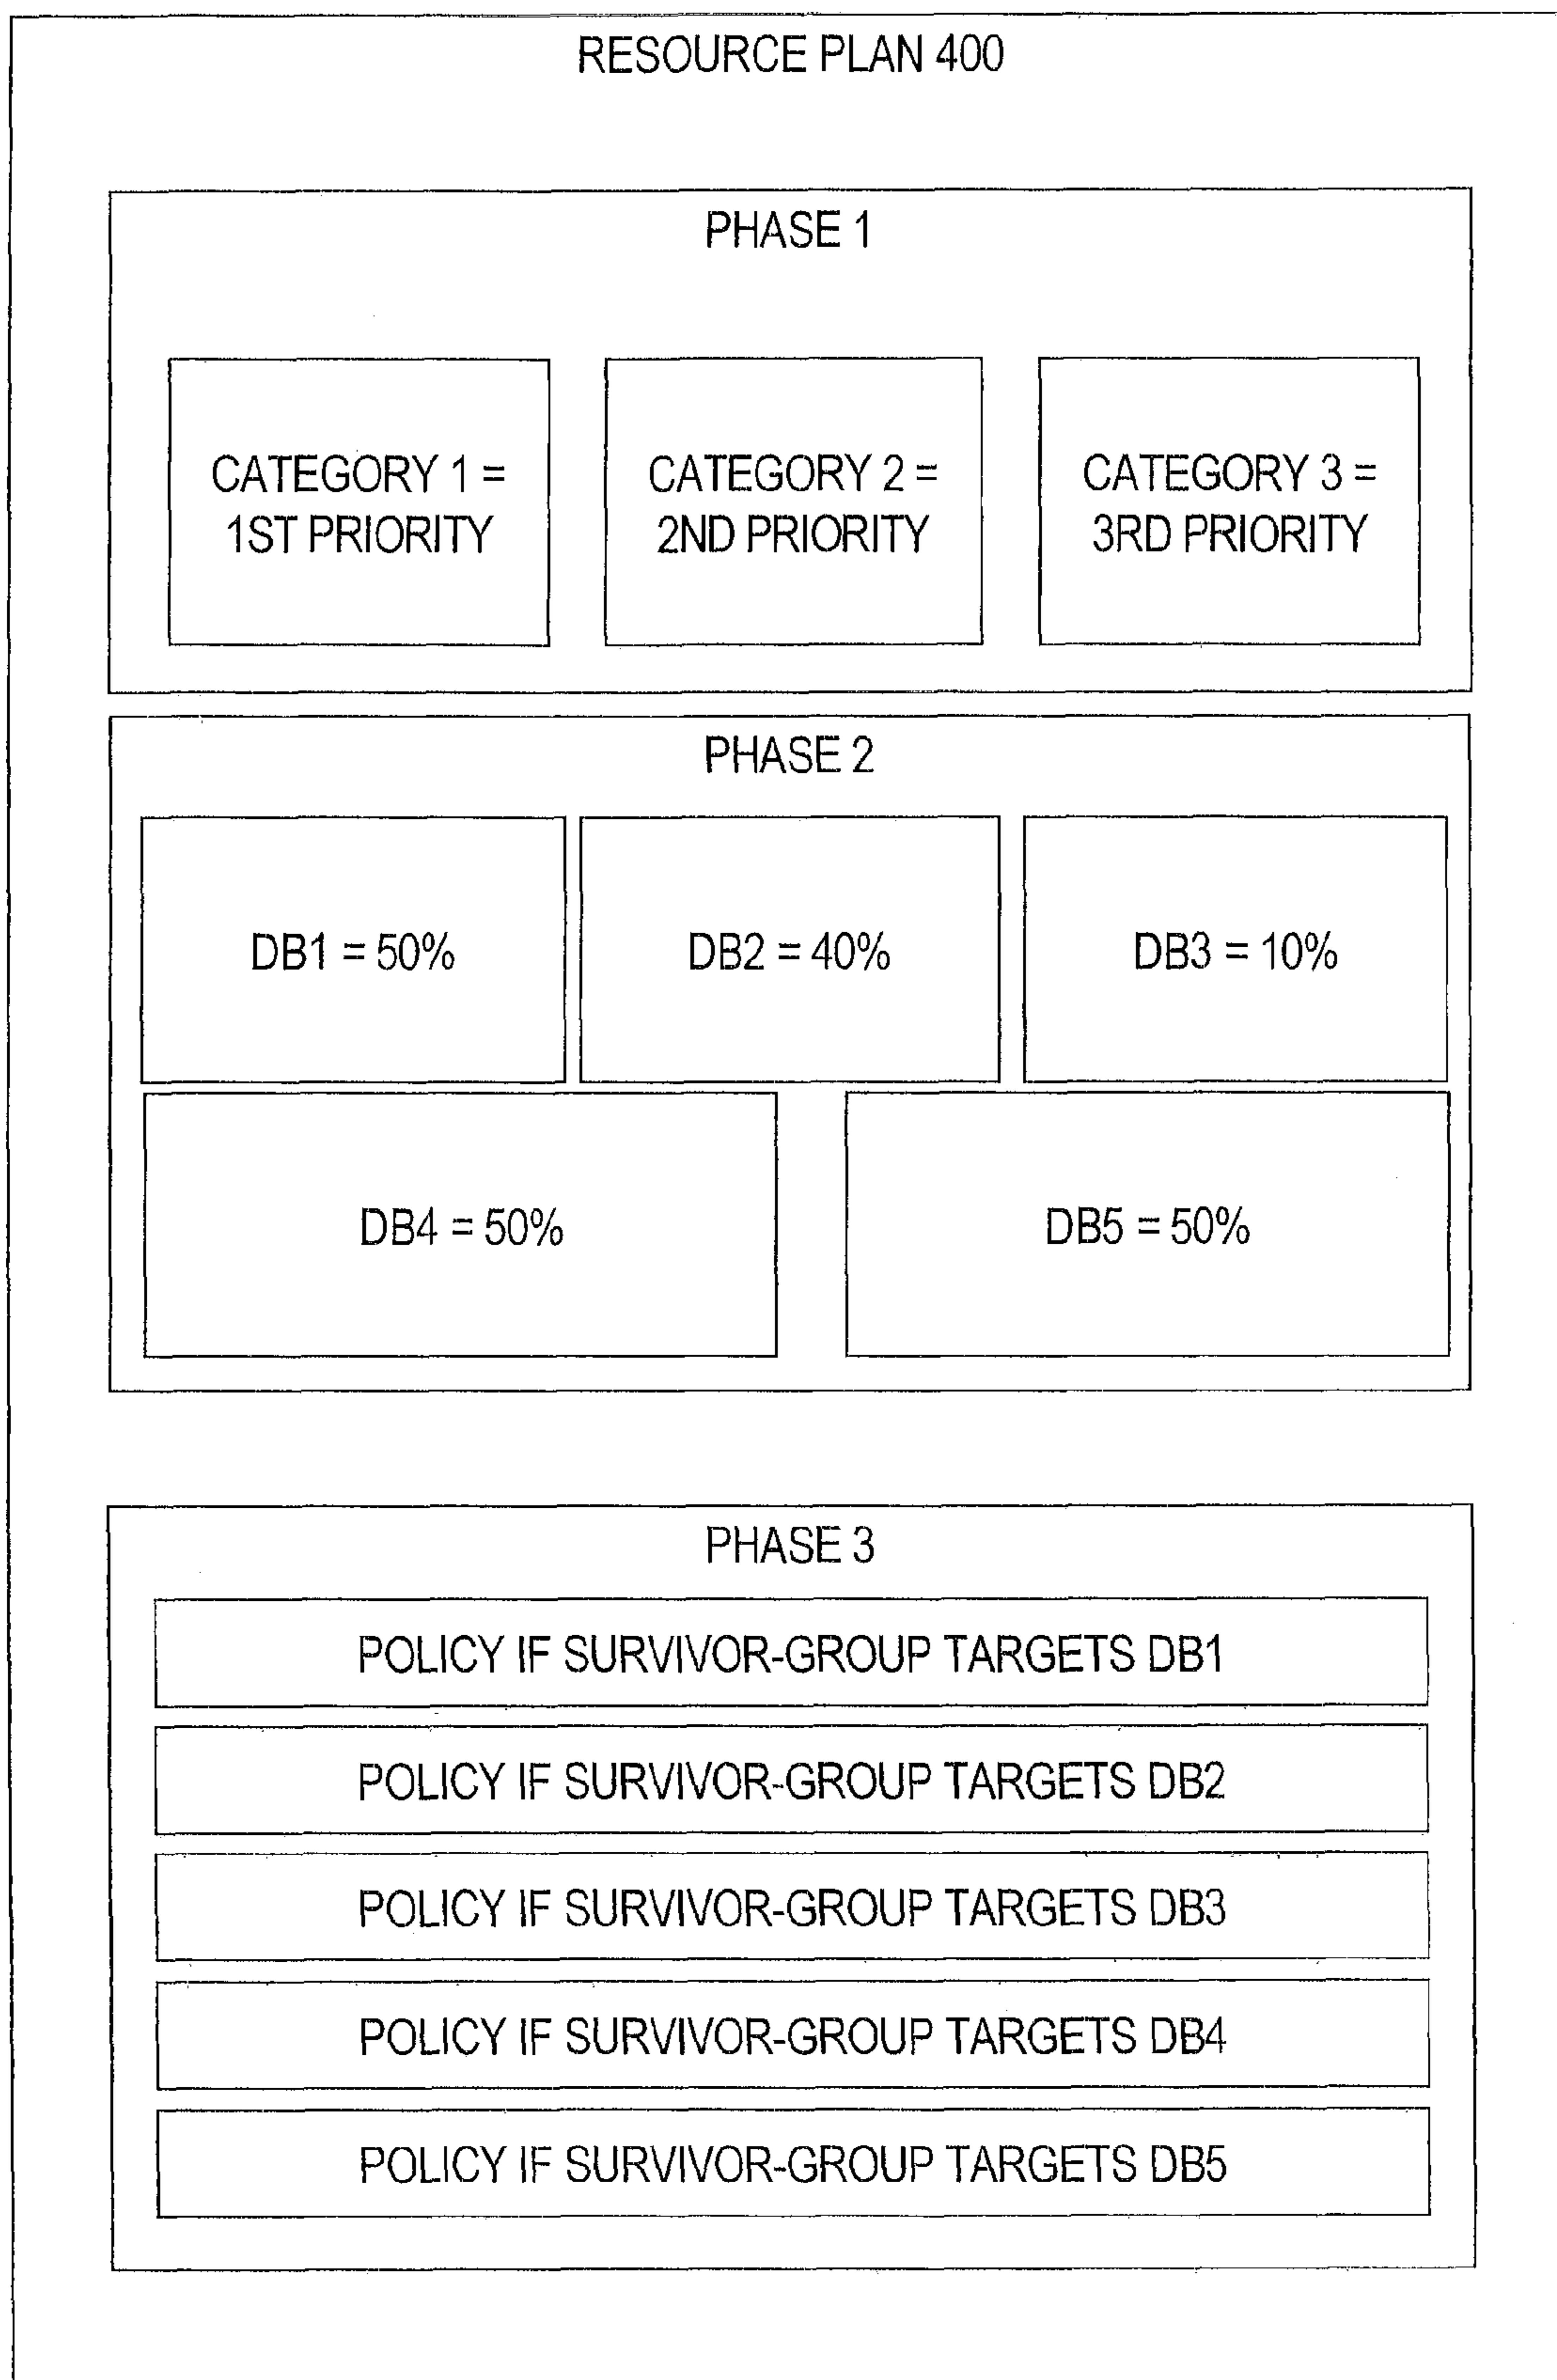 RESOURCE PLAN 400
PHASE 1
CATEGORY 1 =
1ST PRIORITY
CATEGORY 2 =
2ND PRIORITY
CATEGORY 3 =
3RD PRIORITY
PHASE 2
DB1 = 50%
DB2 = 40%
DB3 = 10%
DB4 = 50%
DB5 = 50%
PHASE 3
POLICY IF SURVIVOR-GROUP TARGETS DB1
POLICY IF SURVIVOR-GROUP TARGETS DB2
POLICY IF SURVIVOR-GROUP TARGETS DB3
POLICY IF SURVIVOR-GROUP TARGETS DB4
POLICY IF SURVIVOR-GROUP TARGETS DB5